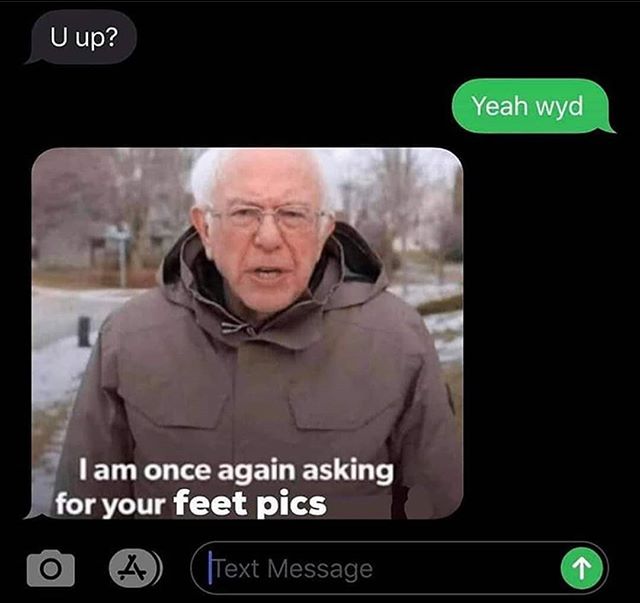 U up?
Yeah wyd
I am once again asking
for your feet pics
Text Message